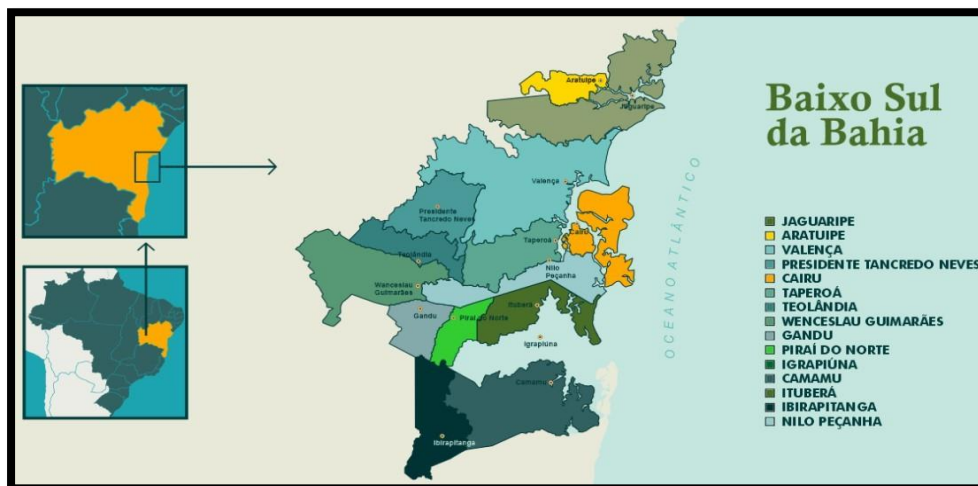 Baixo Sul
da Bahia
OCEANO ATLÂNTICO
Aratuipe
Jaguaripe
Valença
Presidente
Tancredo Neves
Cairu
Taperoá
Teolândia
Nilo
Peçanha
Wanceslau
Guimarães
Ituberá
Gandu
Piraí do Norte
Igrapiúna
Camamu
Ibirapitanga
JAGUARIPE
ARATUIPE
VALENÇA
PRESIDENTE TANCREDO NEVES
CAIRU
TAPEROÁ
TEOLÂNDIA
WENCESLAU GUIMARÃES
GANDU
PIRAÍ DO NORTE
IGRAPIÚNA
CAMAMU
ITUBERÁ
IBIRAPITANGA
NILO PEÇANHA